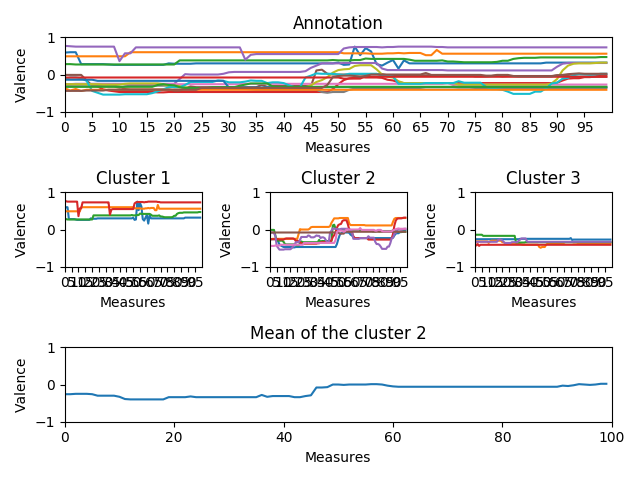 Annotation
Valence
1
0
−1
0 5 10 15 20 25 30 35 40 45 50 55 60 65 70 75 80 85 90 95
Measures
Cluster 1 Cluster 2 Cluster 3
Valence Valence Valence
1 1 1
0 0 0
−1 −1 −1
Measures Measures Measures
Mean of the cluster 2
Valence
1
0
−1
0 20 40 60 80 100
Measures